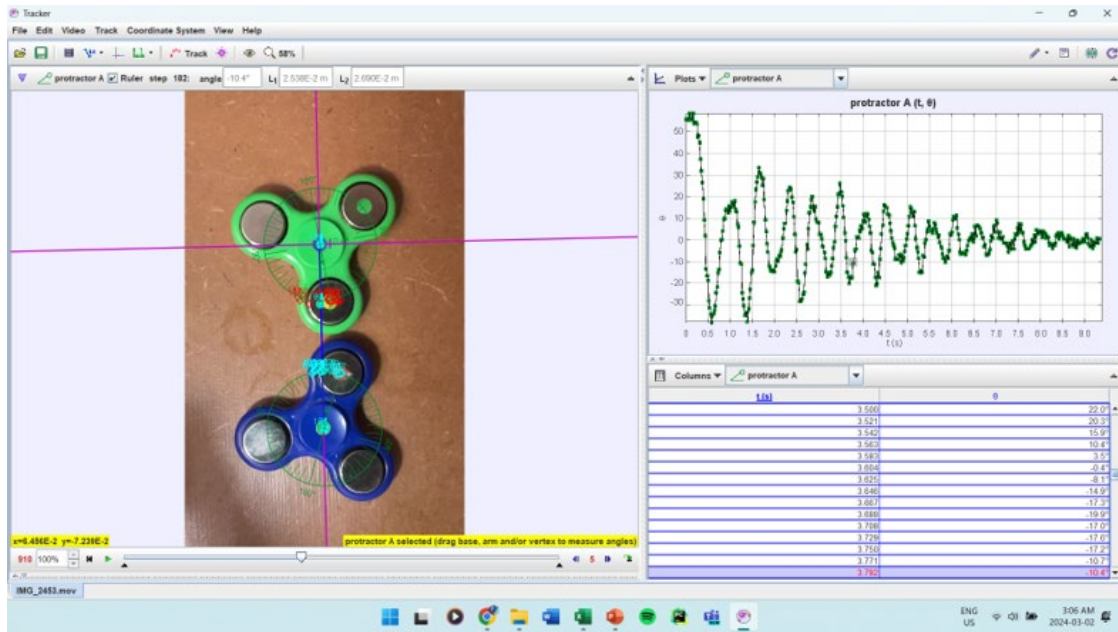 Tracker
File Edit Video Track Coordinate System View Help
Track 58%
protractor A Ruler step 182: angle -10.4° L1 2.538E-2 m L2 2.690E-2 m
Plots protractor A
protractor A (t, θ)
50
40
30
20
10
0
-10
-20
-30
θ
0 0.5 1.0 1.5 2.0 2.5 3.0 3.5 4.0 4.5 5.0 5.5 6.0 6.5 7.0 7.5 8.0 8.5 9.0
t (s)
Columns protractor A
t (s) θ
3.500 22.0°
3.521 20.3°
3.542 15.9°
3.563 10.4°
3.583 3.5°
3.604 -0.4°
3.625 -8.1°
3.646 -14.9°
3.667 -17.3°
3.688 -19.9°
3.708 -17.0°
3.729 -17.6°
3.750 -17.2°
3.771 -10.7°
3.792 -10.4°
x=6.456E-2 y=-7.239E-2
protractor A selected (drag base, arm and/or vertex to measure angles)
910 100% 5
IMG_2453.mov
ENG
US
3:06 AM
2024-03-02